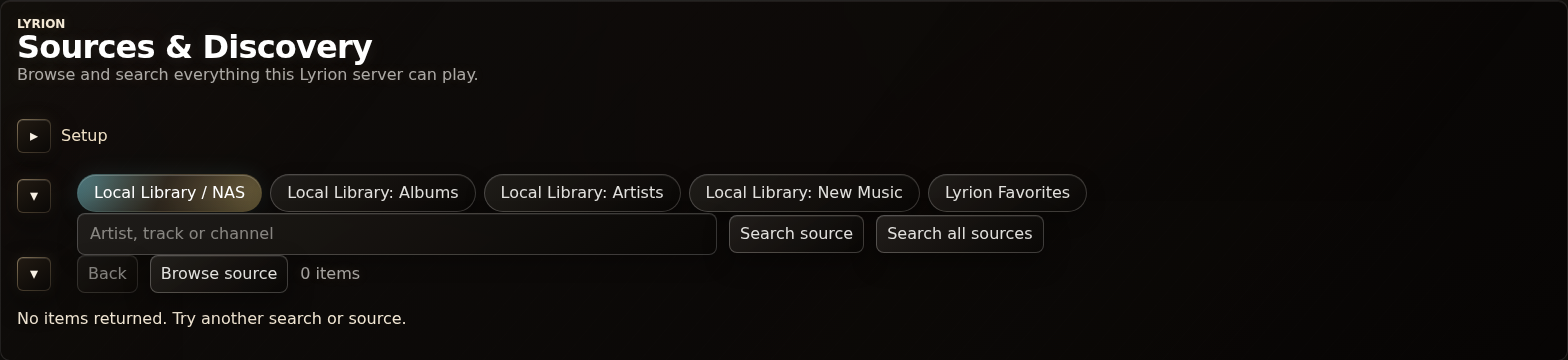 LYRION
Sources & Discovery
Browse and search everything this Lyrion server can play.
Setup
Local Library / NAS Local Library: Albums Local Library: Artists Local Library: New Music Lyrion Favorites
Artist, track or channel Search source Search all sources
Back Browse source 0 items
No items returned. Try another search or source.